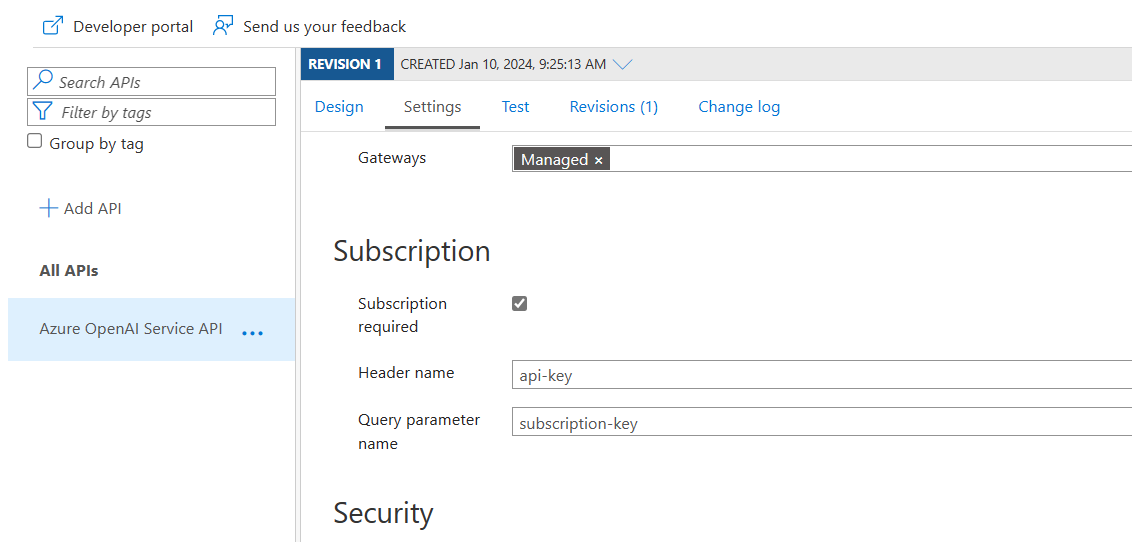 Developer portal Send us your feedback
Search APIs
Filter by tags
Group by tag
Add API
All APIs
Azure OpenAI Service API ...
REVISION 1 CREATED Jan 10, 2024, 9:25:13 AM
Design Settings Test Revisions (1) Change log
Gateways Managed ×
Subscription
Subscription
required
Header name api-key
Query parameter
name
subscription-key
Security